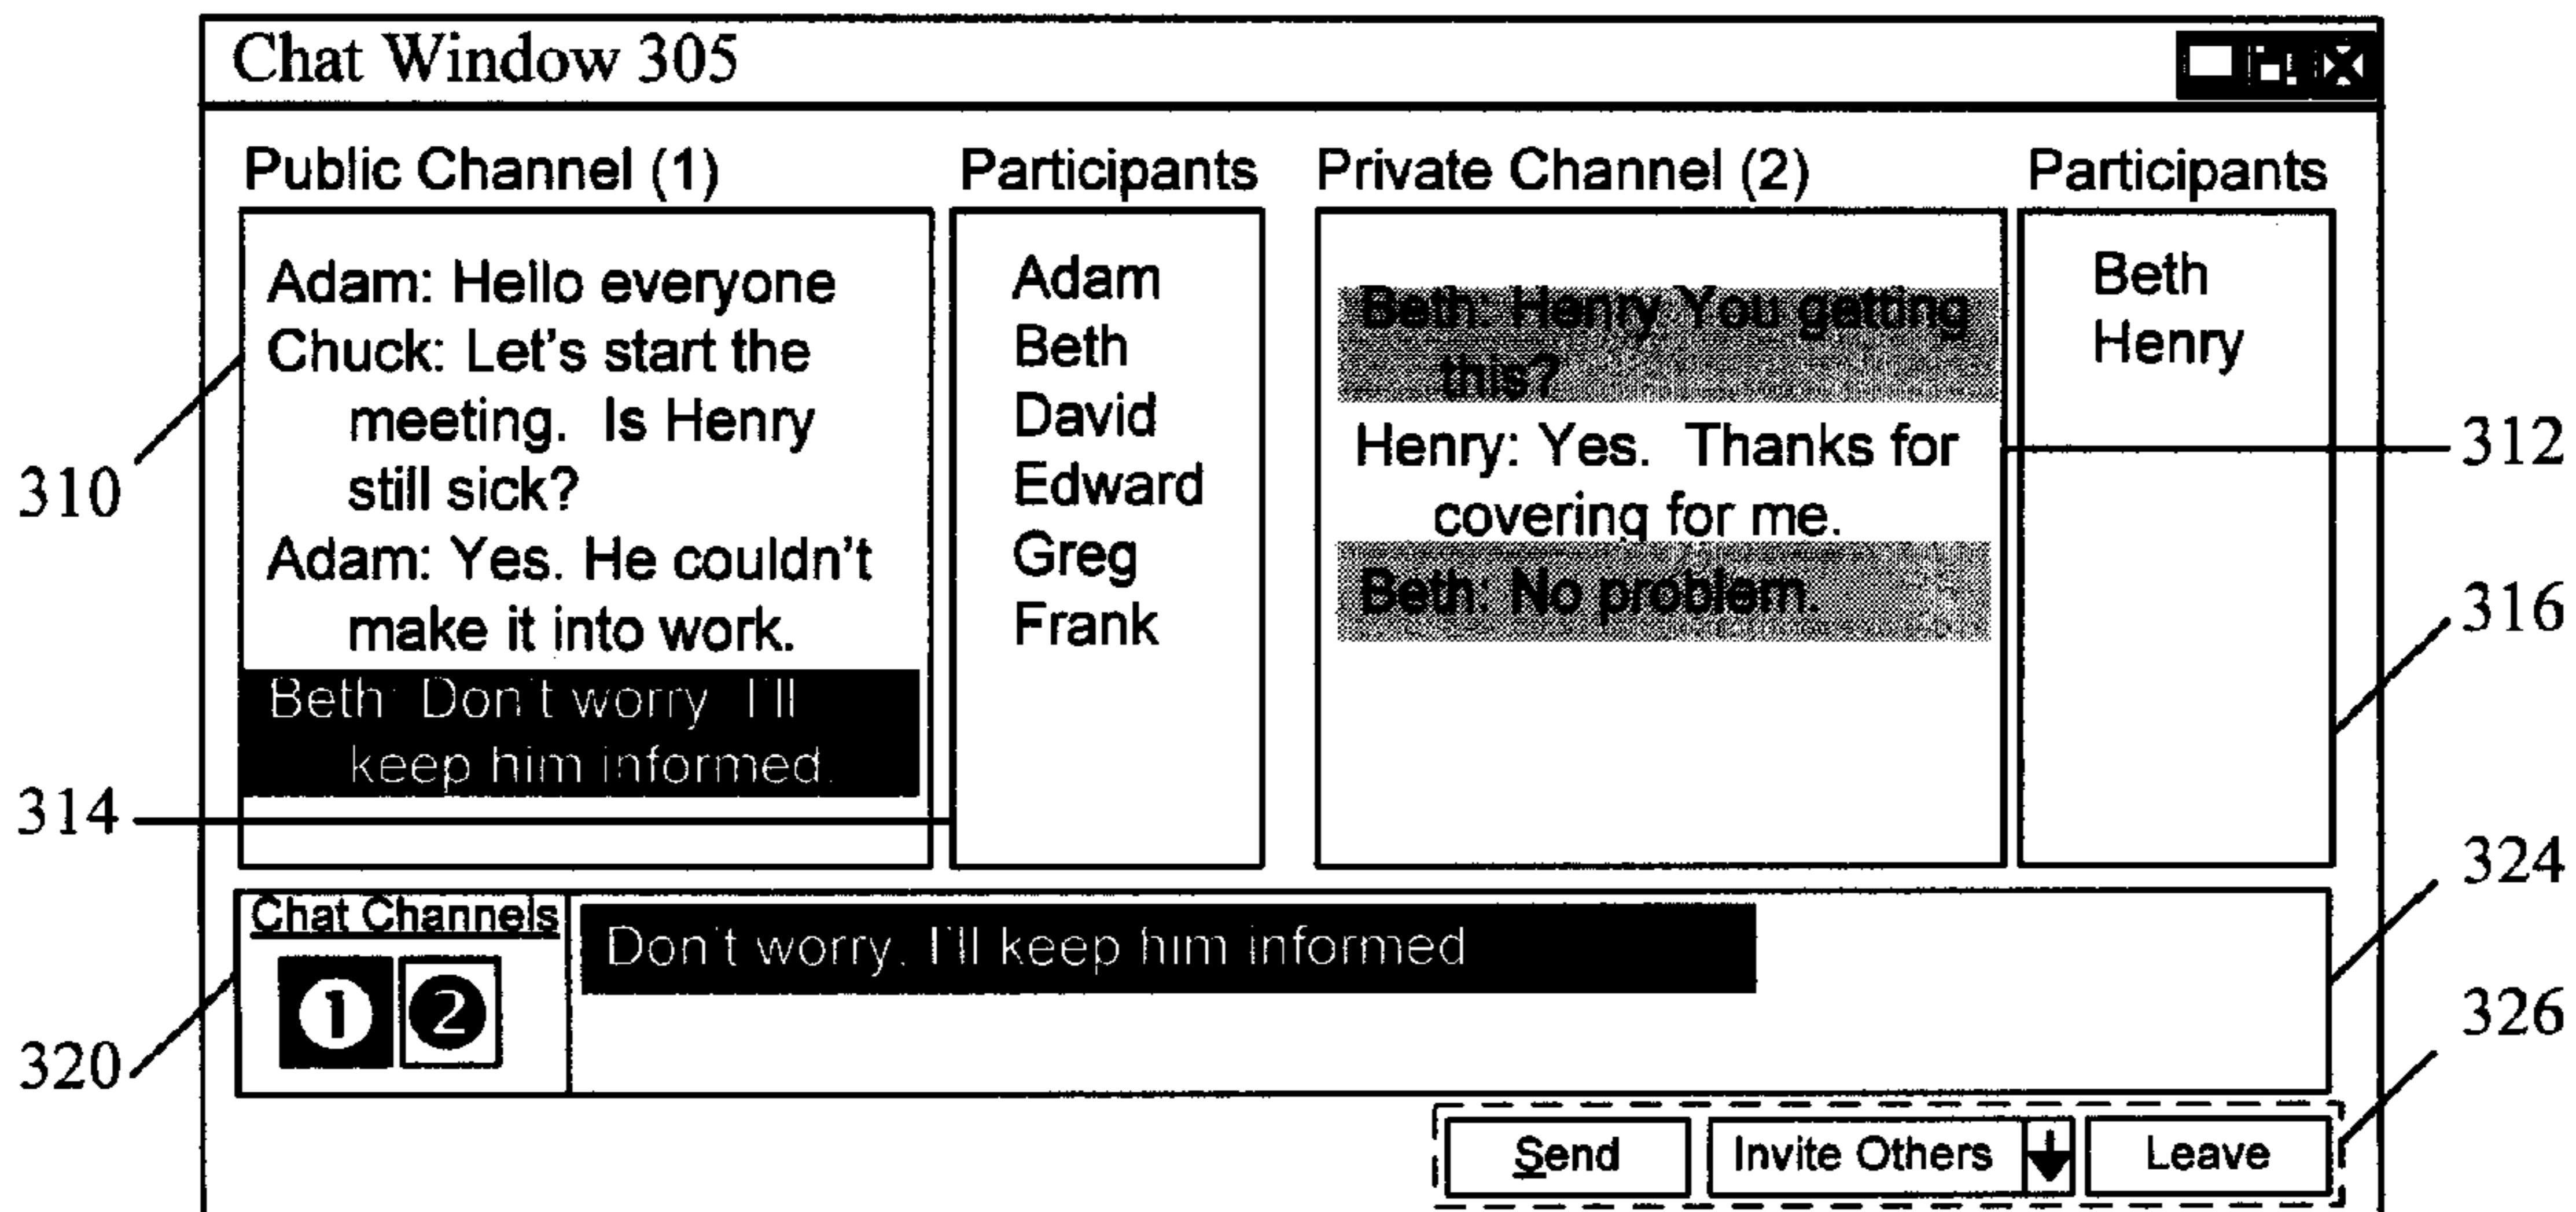 Chat Window 305
Public Channel (1)
Participants
Private Channel (2)
Participants
Adam: Hello everyone
Chuck: Let's start the
meeting. Is Henry
still sick?
Adam: Yes. He couldn't
make it into work.
Beth: Don't worry I'll
keep him informed.
Adam
Beth
David
Edward
Greg
Frank
Beth: Henry You getting
this?
Henry: Yes. Thanks for
covering for me.
Beth: No problem.
Beth
Henry
310
314
320
312
316
324
326
Chat Channels
1 2
Don't worry. I'll keep him informed
Send
Invite Others
Leave